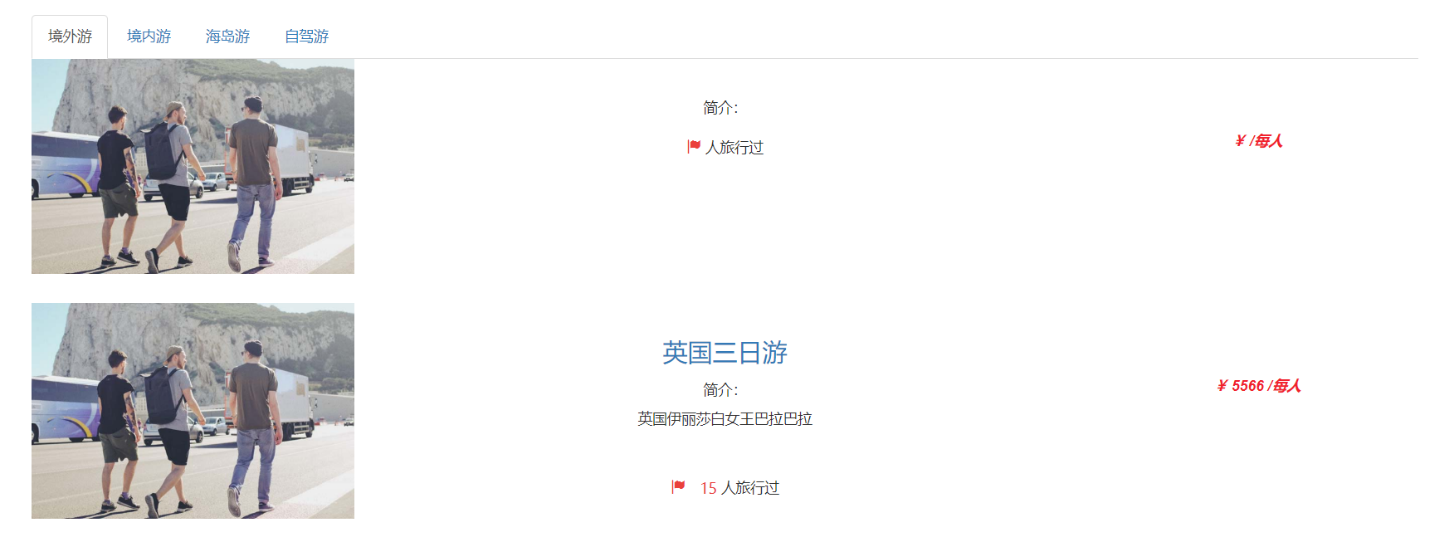 境外游 境内游 海岛游 自驾游
简介:
人旅行过
¥ /每人
英国三日游
简介:
英国伊丽莎白女王巴拉巴拉
¥ 5566 /每人
15 人旅行过